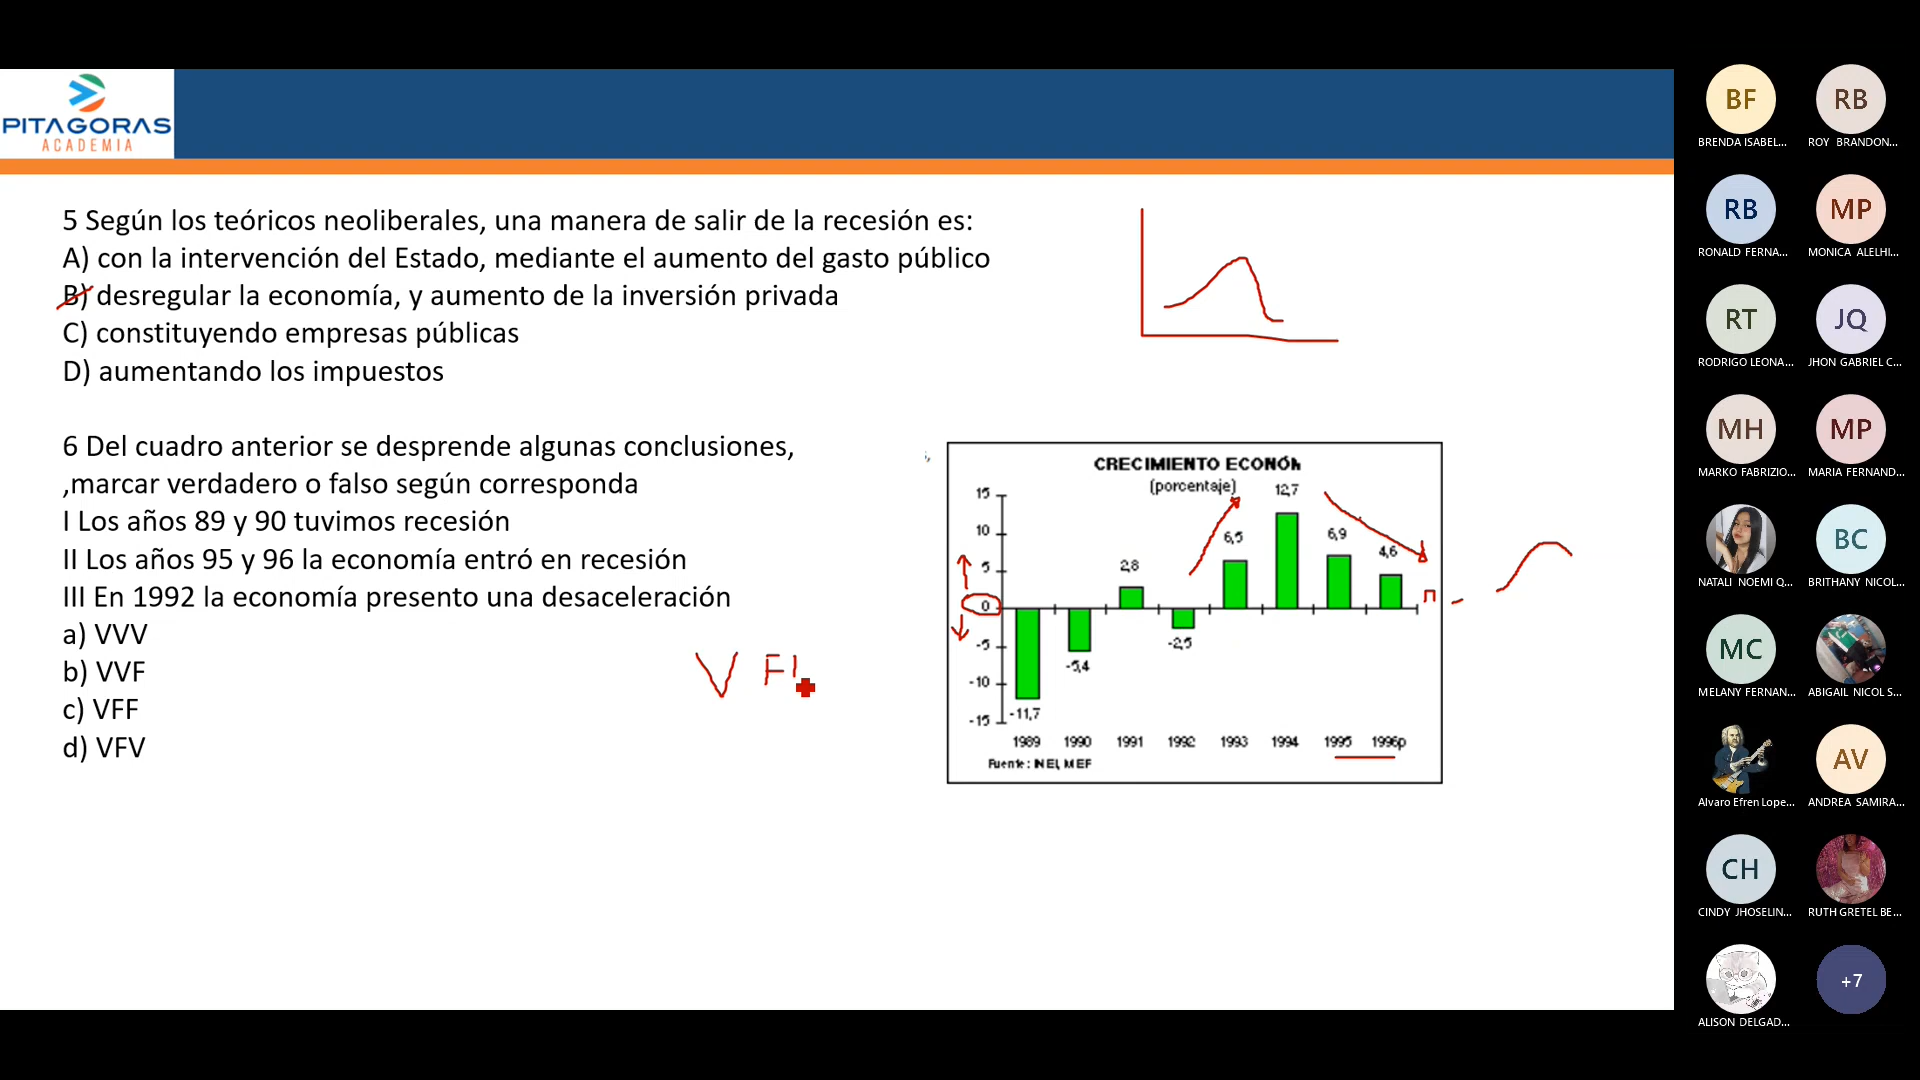 PITAGORAS
ACADEMIA
5 Según los teóricos neoliberales, una manera de salir de la recesión es:
A) con la intervención del Estado, mediante el aumento del gasto público
B) desregular la economía, y aumento de la inversión privada
C) constituyendo empresas públicas
D) aumentando los impuestos
6 Del cuadro anterior se desprende algunas conclusiones,
,marcar verdadero o falso según corresponda
I Los años 89 y 90 tuvimos recesión
II Los años 95 y 96 la economía entró en recesión
III En 1992 la economía presento una desaceleración
a) VVV
b) VVF
c) VFF
d) VFV
V F
CRECIMIENTO ECONÓM
(porcentaje)
15
10
5
0
-5
-10
-15
-11,7
-5,4
2,8
-2,5
6,5
12,7
6,9
4,6
1989 1990 1991 1992 1993 1994 1995 1996p
Fuente: INEI, MEF
BF
BRENDA ISABEL...
RB
ROY BRANDON...
RB
RONALD FERNA...
MP
MONICA ALELHI...
RT
RODRIGO LEONA...
JQ
JHON GABRIEL C...
MH
MARKO FABRIZIO...
MP
MARIA FERNAND...
NATALI NOEMI Q...
BC
BRITHANY NICOL...
MC
MELANY FERNAN...
ABIGAIL NICOL S...
Alvaro Efren Lope...
AV
ANDREA SAMIRA...
CH
CINDY JHOSELIN...
RUTH GRETEL BE...
ALISON DELGAD...
+7